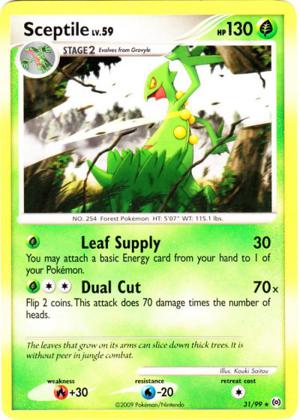 Sceptile LV.59
HP 130
STAGE 2 Evolves from Grovyle
NO. 254 Forest Pokémon HT: 5'07" WT: 115.1 lbs.
Leaf Supply 30
You may attach a basic Energy card from your hand to 1
of your Pokémon.
Dual Cut 70x
Flip 2 coins. This attack does 70 damage times the number of
heads.
The leaves that grow on its arms can slice down thick trees. It is
without peer in jungle combat.
Illus. Kouki Saitou
weakness resistance retreat cost
+30 -20
©2009 Pokémon/Nintendo 31/99 ★